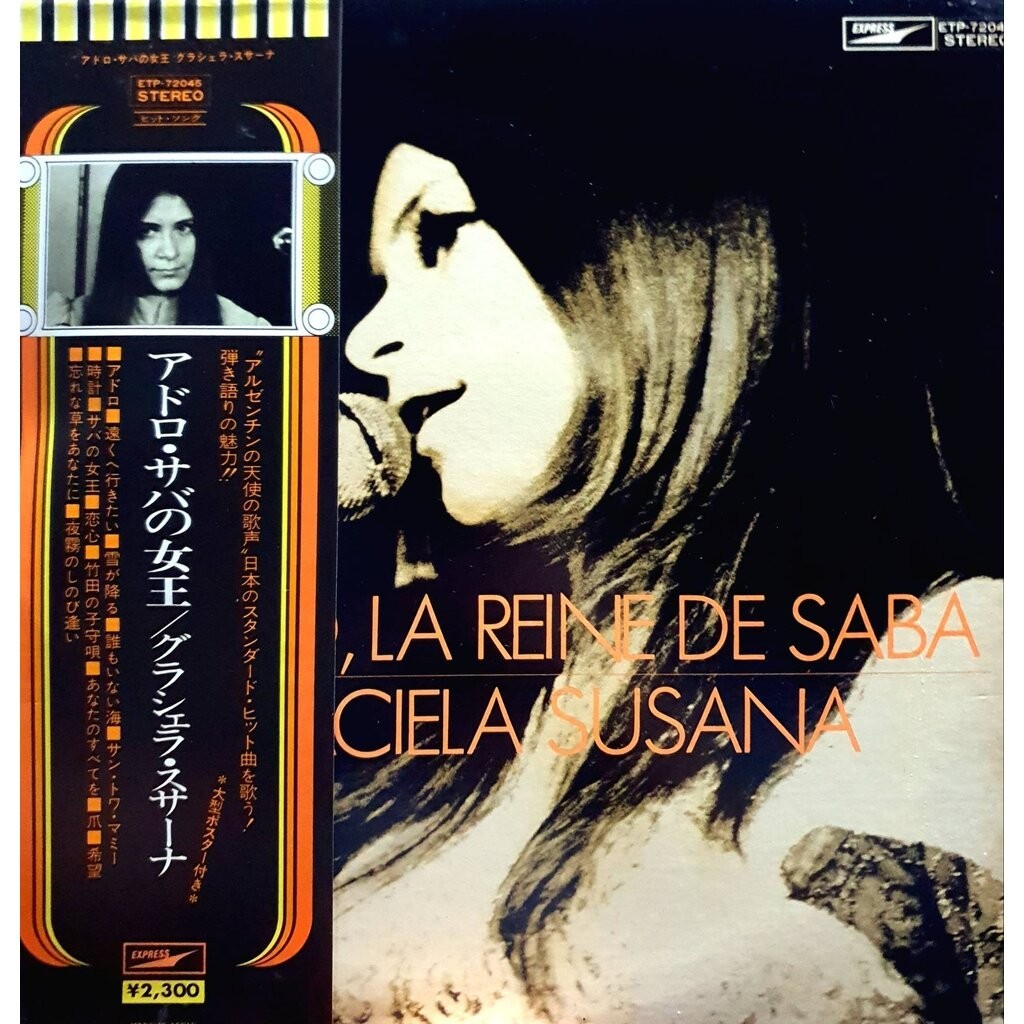 アドロ・サバの女王 グラシェラ・スサーナ
ETP-72045
STEREO
ヒット・ソング
"アルゼンチンの天使の歌声"日本のスタンダード・ヒット曲を歌う!
弾き語りの魅力!!
*大型ポスター付き*
アドロ・サバの女王/グラシェラ・スサーナ
■アドロ■遠くへ行きたい■雪が降る■誰もいない海■サン・トワ・マミー
■時計■サバの女王■恋心■竹田の子守唄■あなたのすべてを■爪■希望
■忘れな草をあなたに■夜霧のしのび逢い
EXPRESS
¥2,300
EXPRESS
ETP-7204
STEREO
, LA REINE DE SABA
CIELA SUSANA